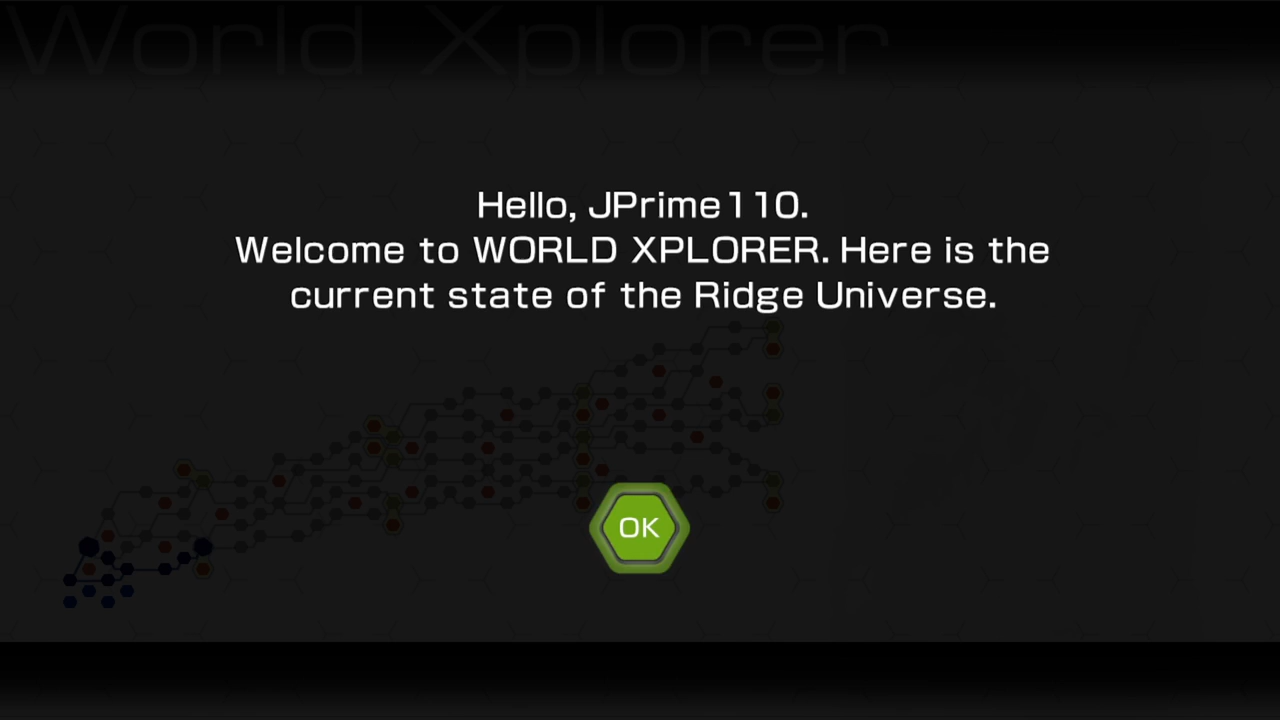 World Xplorer
Hello, JPrime110.
Welcome to WORLD XPLORER. Here is the
current state of the Ridge Universe.
OK